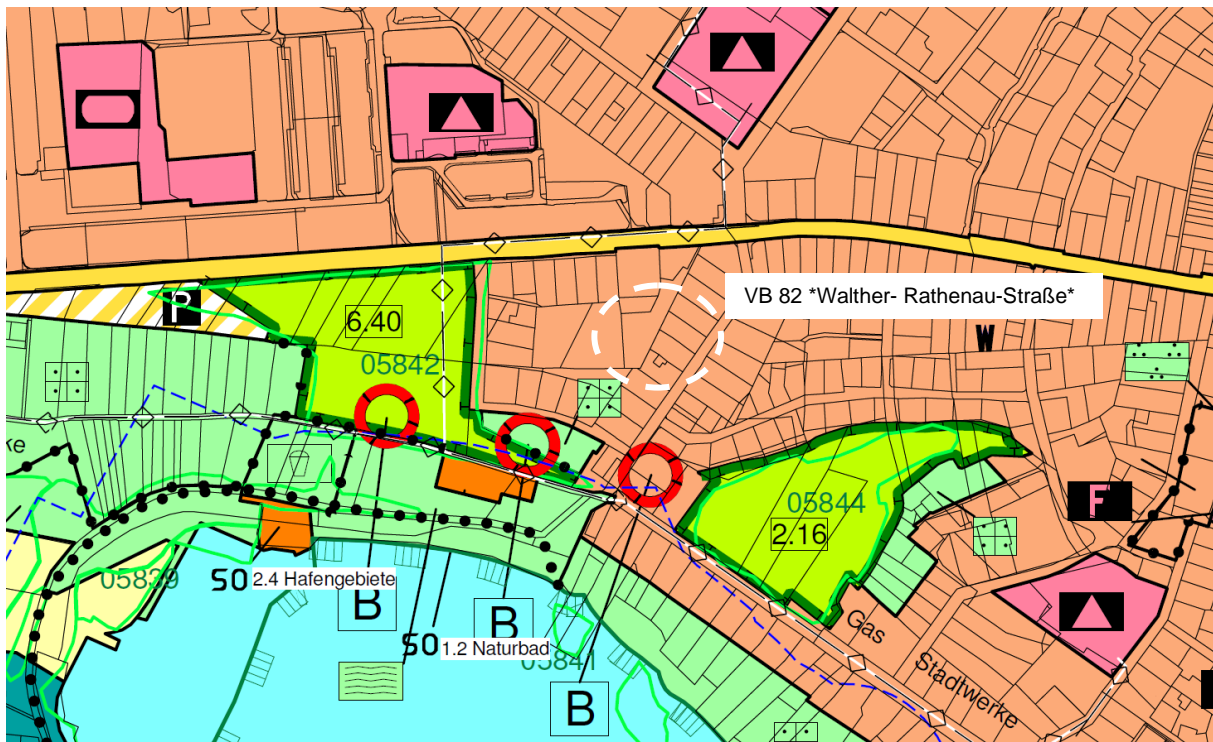 VB 82 *Walther- Rathenau-Straße*
P
6.40
W
05842
ke
F
05844
2.16
05839
SO 2.4 Hafengebiete
B
B
SO 1.2 Naturbad
05841
B
Gas
Stadtwerke